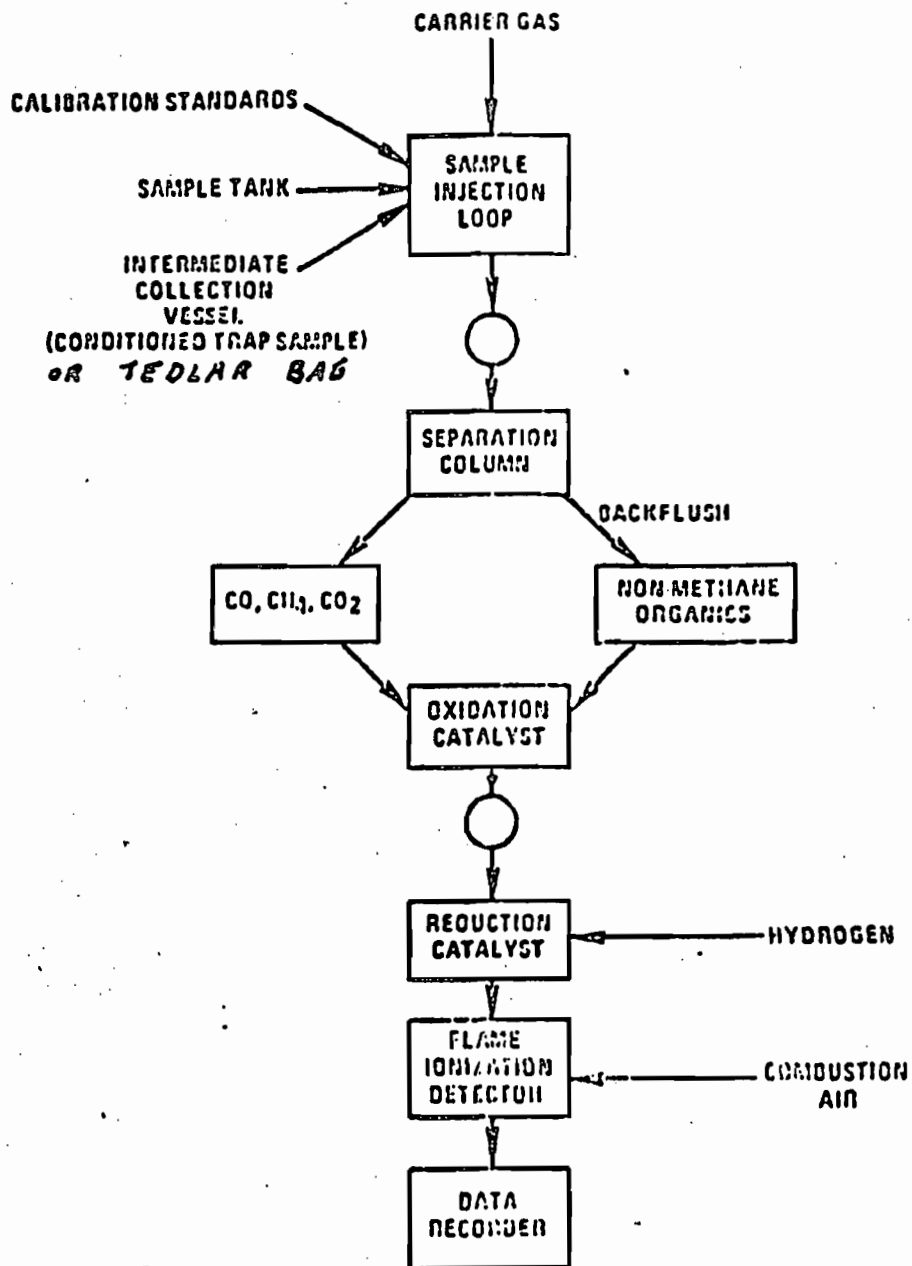 CARRIER GAS
CALIBRATION STANDARDS
SAMPLE
INJECTION
LOOP
SAMPLE TANK
INTERMEDIATE
COLLECTION
VESSEL
(CONDITIONED TRAP SAMPLE)
OR TEDLAR BAG
SEPARATION
COLUMN
BACKFLUSH
CO, CH4, CO2
NON-METHANE
ORGANICS
OXIDATION
CATALYST
REDUCTION
CATALYST
HYDROGEN
FLAME
IONIZATION
DETECTOR
COMBUSTION
AIR
DATA
RECORDER